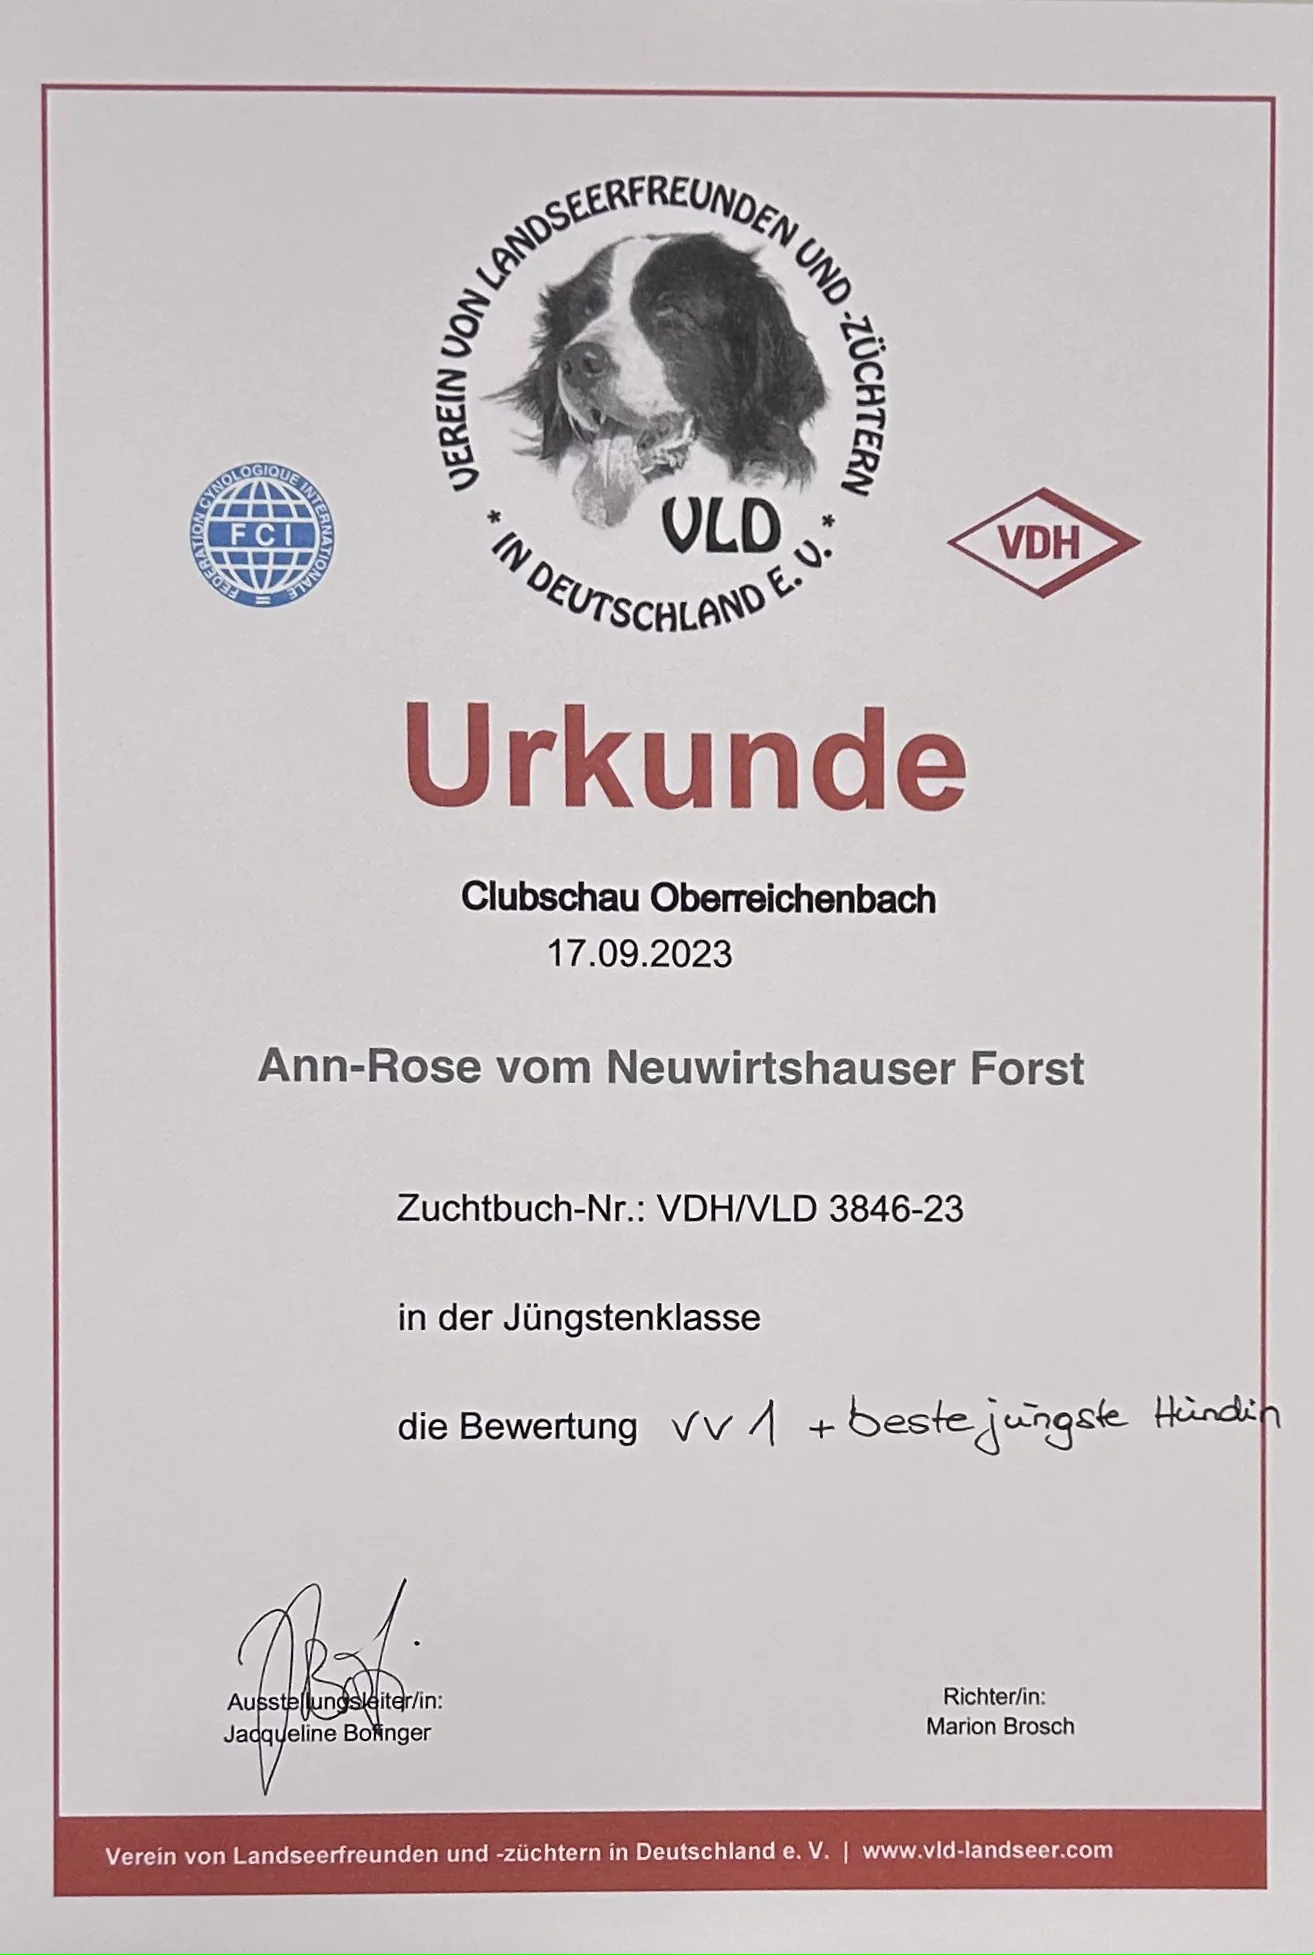 VEREIN VON LANDSEERFREUNDEN UND -ZÜCHTERN
* IN DEUTSCHLAND E. V. *
VLD
FEDERATION CYNOLOGIQUE INTERNATIONALE
FCI
VDH
Urkunde
Clubschau Oberreichenbach
17.09.2023
Ann-Rose vom Neuwirtshauser Forst
Zuchtbuch-Nr.: VDH/VLD 3846-23
in der Jüngstenklasse
die Bewertung vv 1 + beste jüngste Hündin
Ausstellungsleiter/in:
Jacqueline Bofinger
Richter/in:
Marion Brosch
Verein von Landseerfreunden und -züchtern in Deutschland e. V. | www.vld-landseer.com